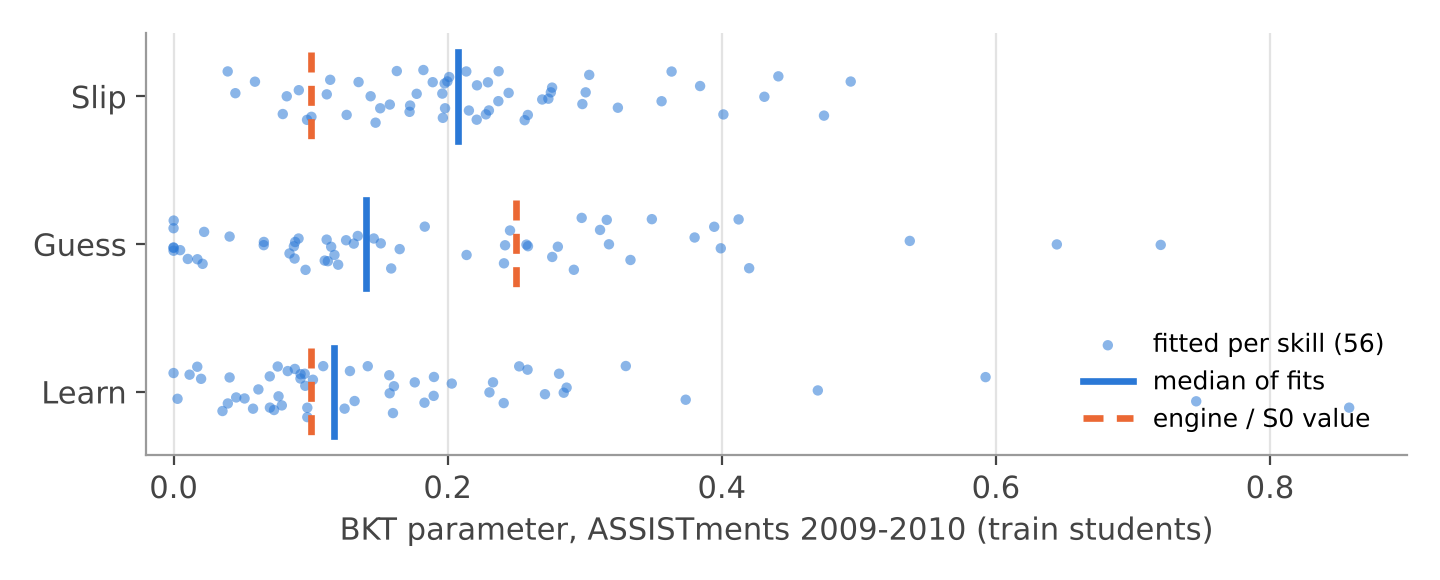 Slip
Guess
Learn
fitted per skill (56)
median of fits
engine / S0 value
0.0 0.2 0.4 0.6 0.8
BKT parameter, ASSISTments 2009-2010 (train students)